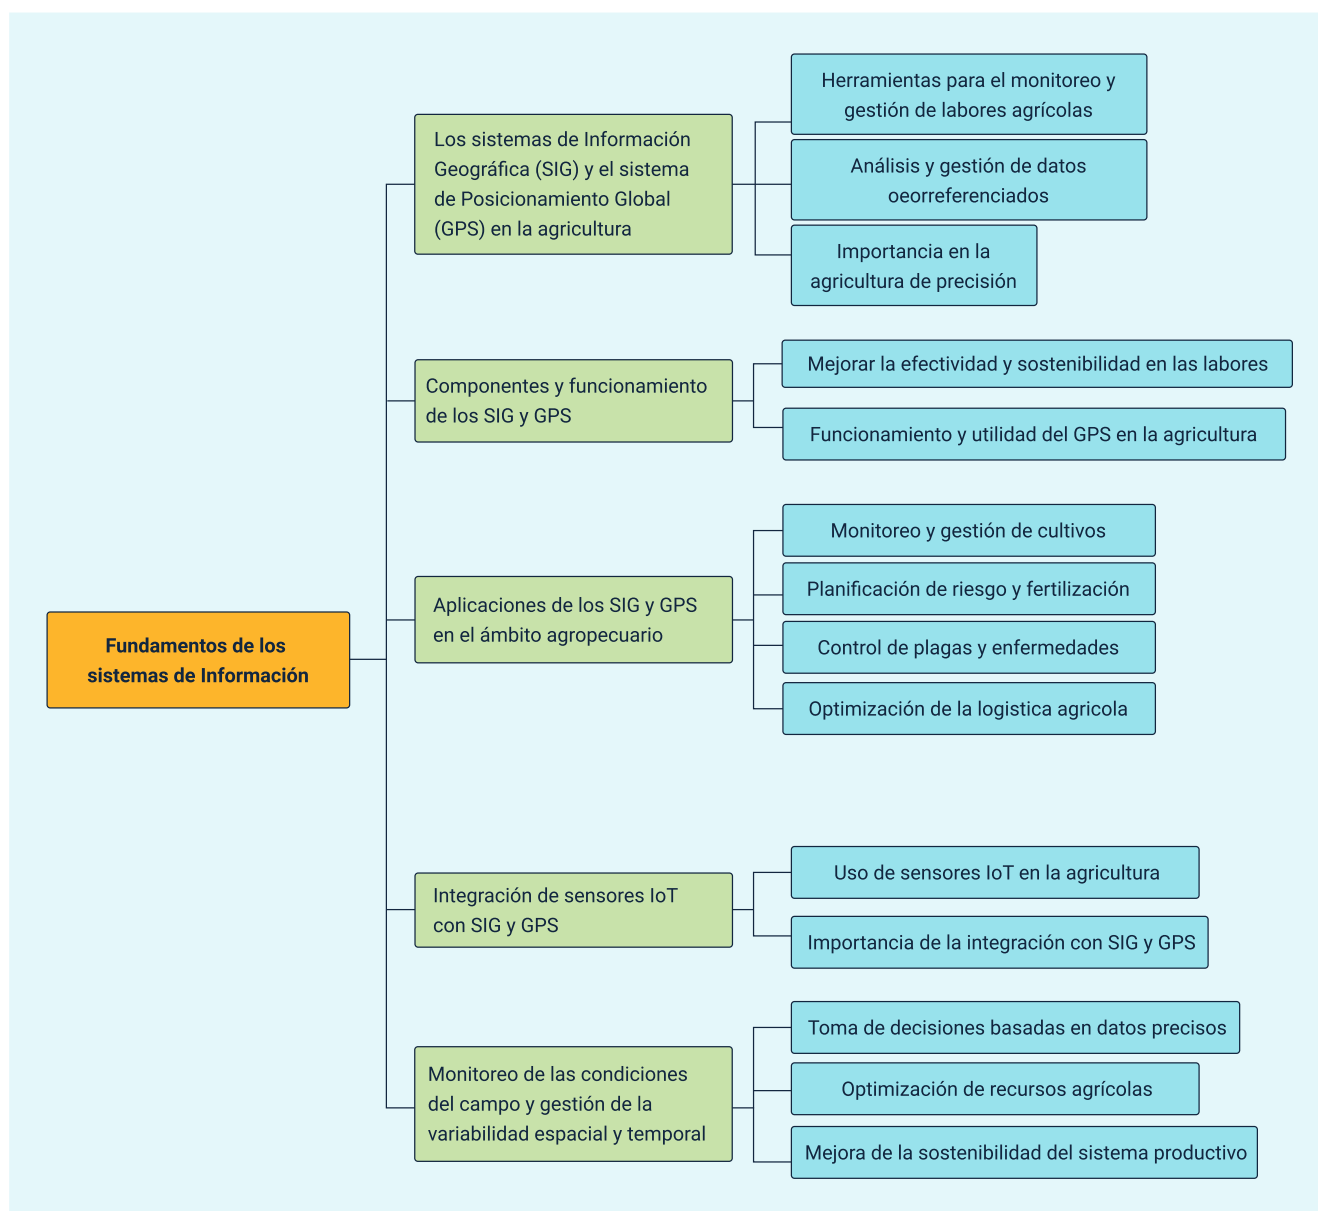 Fundamentos de los
sistemas de Información
Los sistemas de Información
Geográfica (SIG) y el sistema
de Posicionamiento Global
(GPS) en la agricultura
Herramientas para el monitoreo y
gestión de labores agrícolas
Análisis y gestión de datos
oeorreferenciados
Importancia en la
agricultura de precisión
Componentes y funcionamiento
de los SIG y GPS
Mejorar la efectividad y sostenibilidad en las labores
Funcionamiento y utilidad del GPS en la agricultura
Aplicaciones de los SIG y GPS
en el ámbito agropecuario
Monitoreo y gestión de cultivos
Planificación de riesgo y fertilización
Control de plagas y enfermedades
Optimización de la logistica agricola
Integración de sensores IoT
con SIG y GPS
Uso de sensores IoT en la agricultura
Importancia de la integración con SIG y GPS
Monitoreo de las condiciones
del campo y gestión de la
variabilidad espacial y temporal
Toma de decisiones basadas en datos precisos
Optimización de recursos agrícolas
Mejora de la sostenibilidad del sistema productivo